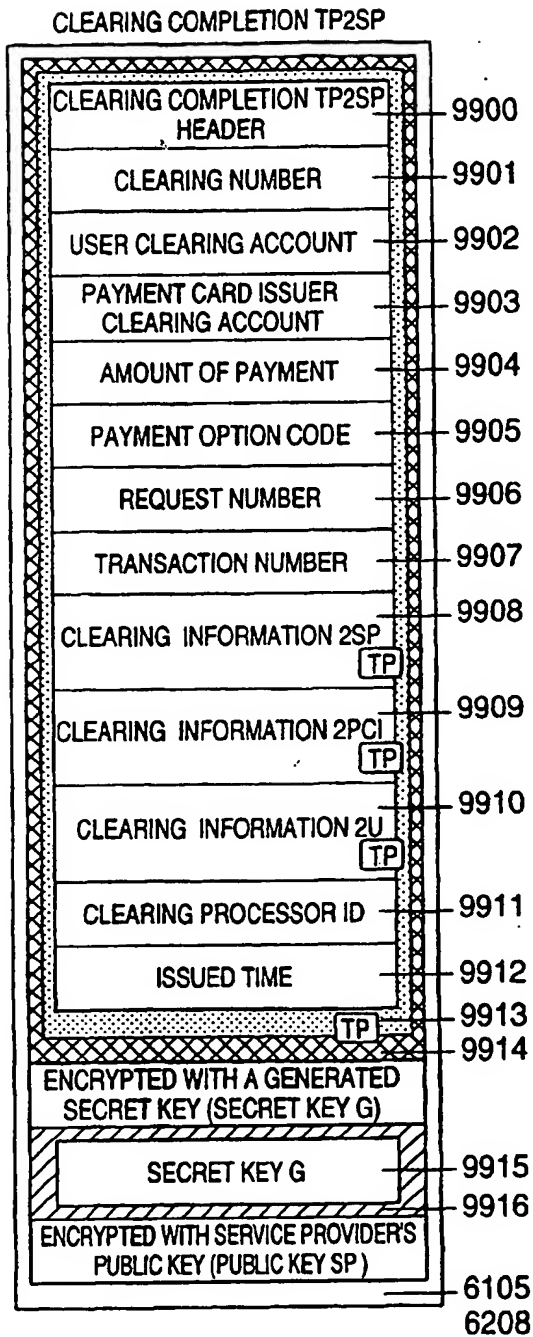 CLEARING COMPLETION TP2SP
CLEARING COMPLETION TP2SP
HEADER
9900
CLEARING NUMBER
9901
USER CLEARING ACCOUNT
9902
PAYMENT CARD ISSUER
CLEARING ACCOUNT
9903
AMOUNT OF PAYMENT
9904
PAYMENT OPTION CODE
9905
REQUEST NUMBER
9906
TRANSACTION NUMBER
9907
9908
CLEARING INFORMATION 2SP
TP
9909
CLEARING INFORMATION 2PCI
TP
9910
CLEARING INFORMATION 2U
TP
CLEARING PROCESSOR ID
9911
ISSUED TIME
9912
TP
9913
9914
ENCRYPTED WITH A GENERATED
SECRET KEY (SECRET KEY G)
SECRET KEY G
9915
9916
ENCRYPTED WITH SERVICE PROVIDER'S
PUBLIC KEY (PUBLIC KEY SP)
6105
6208